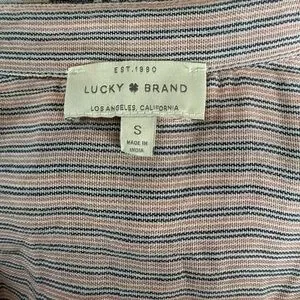 EST. 1990
LUCKY BRAND
LOS ANGELES, CALIFORNIA
S
MADE IN
INDIA